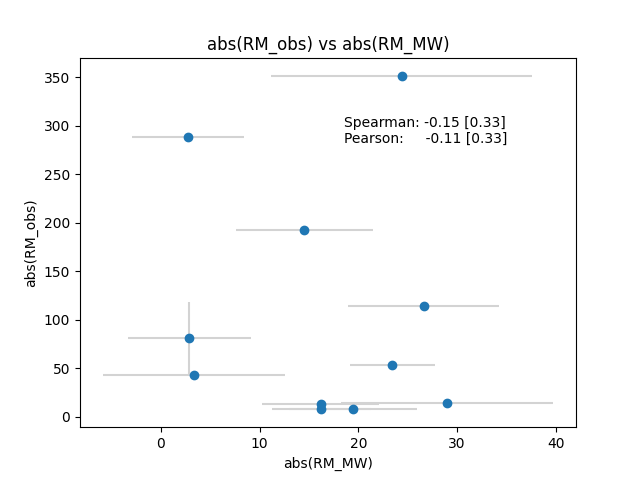 abs(RM_obs) vs abs(RM_MW)
350
300
250
200
150
100
50
0
abs(RM_obs)
Spearman: -0.15 [0.33]
Pearson: -0.11 [0.33]
0 10 20 30 40
abs(RM_MW)